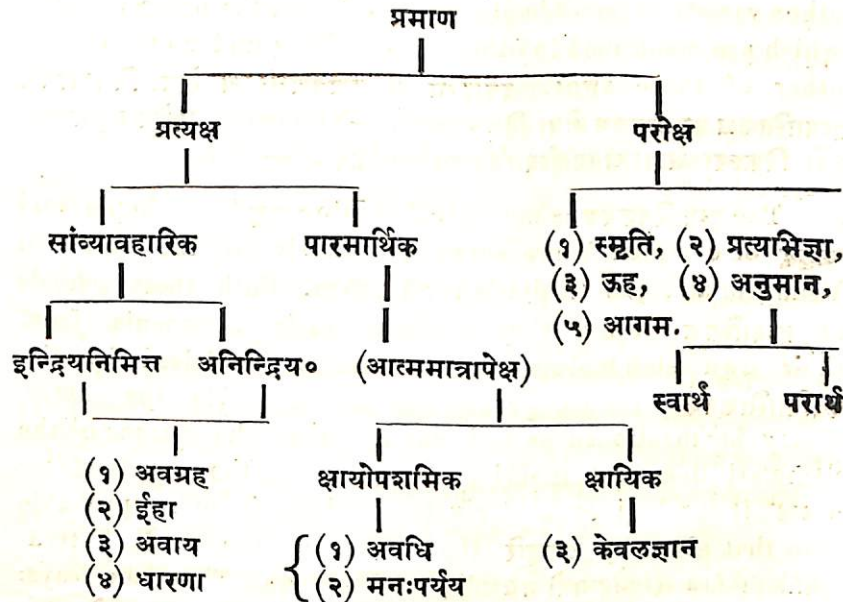 प्रमाण
प्रत्यक्ष परोक्ष
सांव्यावहारिक पारमार्थिक (१) स्मृति, (२) प्रत्याभिज्ञा,
(३) ऊह, (४) अनुमान,
(५) आगम.
इन्द्रियनिमित्त अनिन्द्रिय० (आत्ममात्रापेक्ष) स्वार्थ परार्थ
(१) अवग्रह क्षायोपशमिक क्षायिक
(२) ईहा
(३) अवाय (१) अवधि (३) केवलज्ञान
(४) धारणा (२) मनःपर्यय